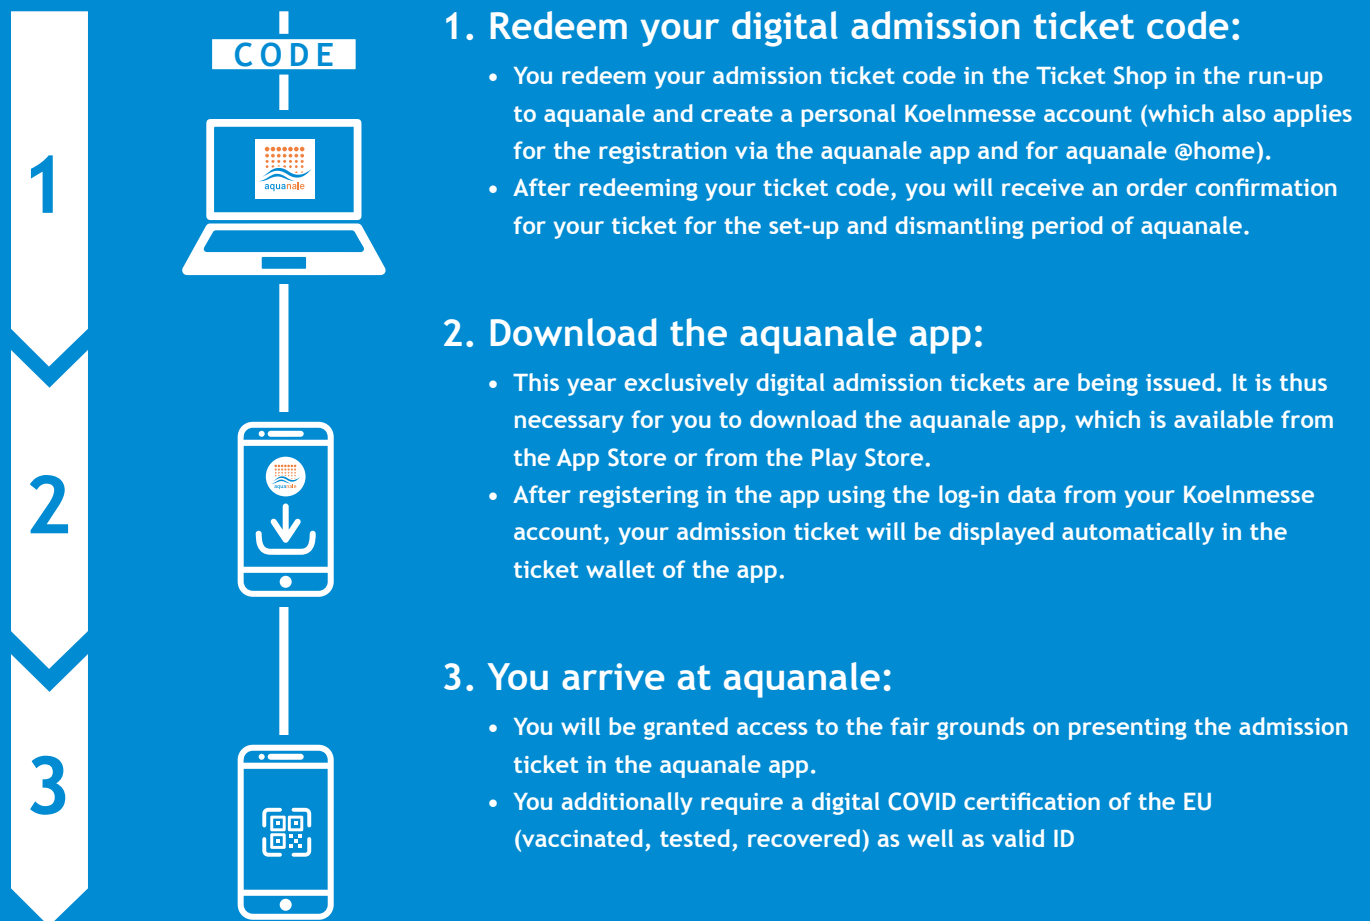 1. Redeem your digital admission ticket code:
CODE
• You redeem your admission ticket code in the Ticket Shop in the run-up
to aquanale and create a personal Koelnmesse account (which also applies
for the registration via the aquanale app and for aquanale @home).
• After redeeming your ticket code, you will receive an order confirmation
for your ticket for the set-up and dismantling period of aquanale.
1
aquanale
2. Download the aquanale app:
• This year exclusively digital admission tickets are being issued. It is thus
necessary for you to download the aquanale app, which is available from
the App Store or from the Play Store.
• After registering in the app using the log-in data from your Koelnmesse
account, your admission ticket will be displayed automatically in the
ticket wallet of the app.
2
aquanale
3. You arrive at aquanale:
• You will be granted access to the fair grounds on presenting the admission
ticket in the aquanale app.
• You additionally require a digital COVID certification of the EU
(vaccinated, tested, recovered) as well as valid ID
3